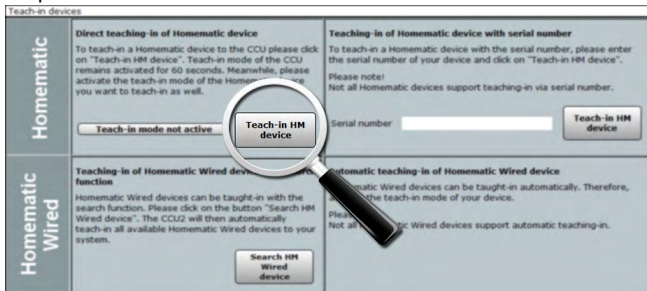 Teach-in devices
Homematic
Direct teaching-in of Homematic device
To teach-in a Homematic device to the CCU please click
on "Teach-in HM device". Teach-in mode of the CCU
remains activated for 60 seconds. Meanwhile, please
activate the teach-in mode of the
you want to teach-in as well.
Teach-in mode not active
Teach-in HM
device
Teaching-in of Homematic device with serial number
To teach-in a Homematic device with the serial number, please enter
the serial number of your device and click on "Teach-in HM device".
Please note!
Not all Homematic devices support teaching-in via serial number.
Serial number
Teach-in HM
device
Homematic
Wired
Teaching-in of Homematic Wired
function
Homematic Wired devices can be taught-in with the
search function. Please click on the button "Search HM
Wired device". The CCU2 will then automatically
teach-in all available Homematic Wired devices to your
system.
Search HM
Wired
device
teaching-in of Homematic Wired device
Wired devices can be taught-in automatically. Therefore,
the teach-in mode of your device.
Not all Wired devices support automatic teaching-in.